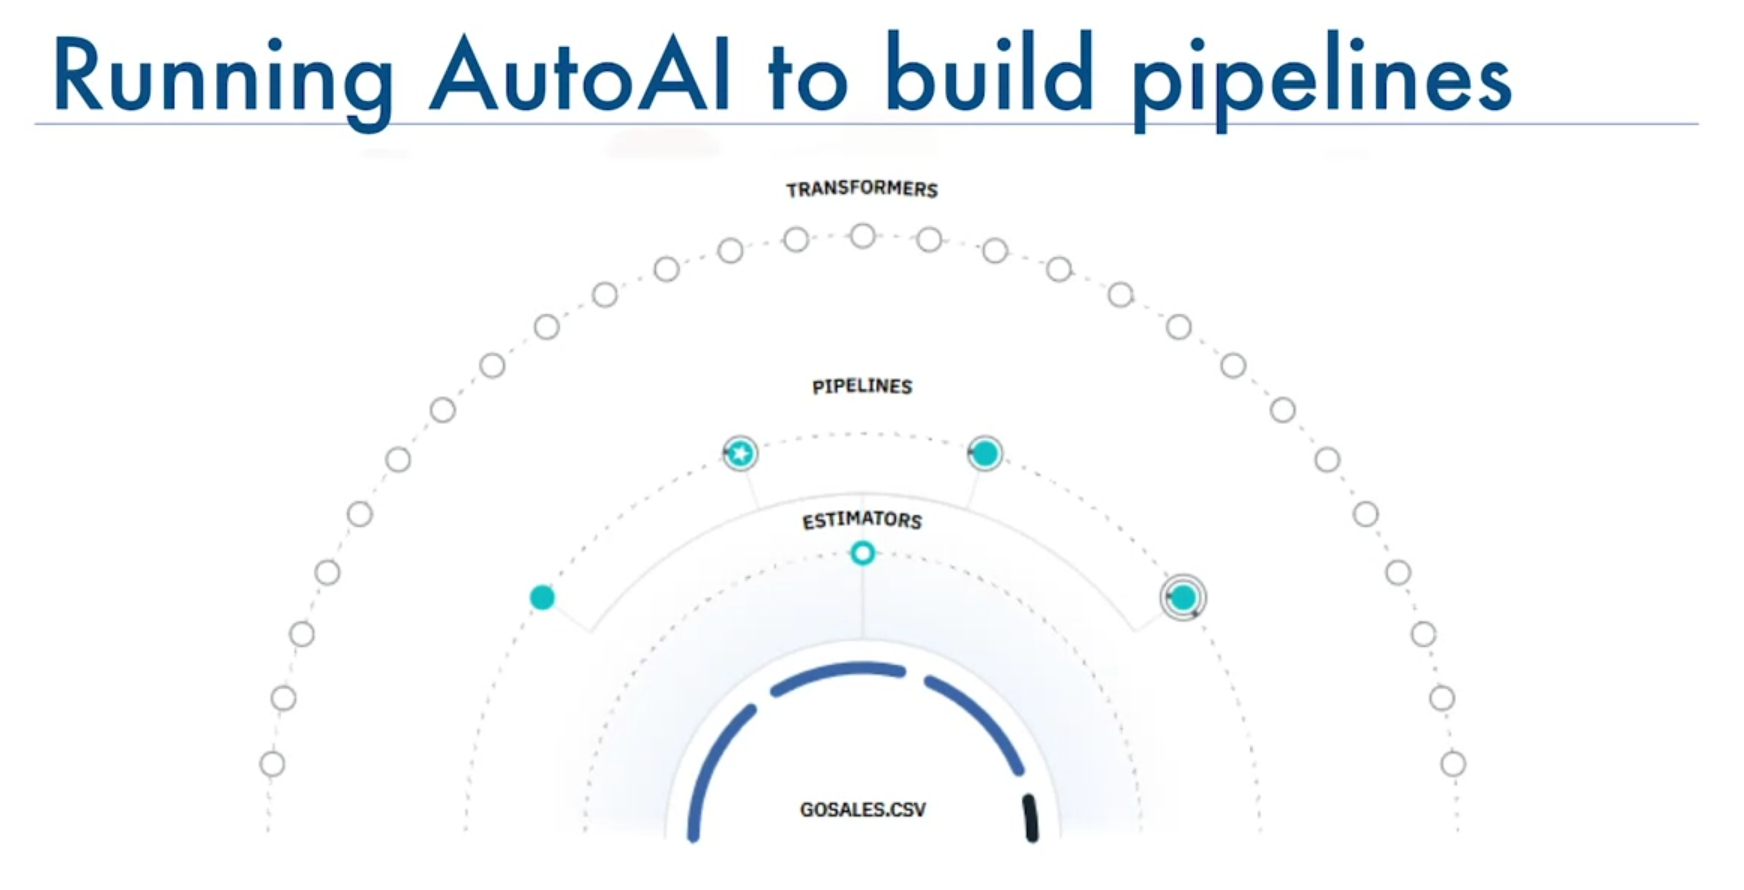 Running AutoAI to build pipelines
TRANSFORMERS
PIPELINES
ESTIMATORS
GOSALES.CSV